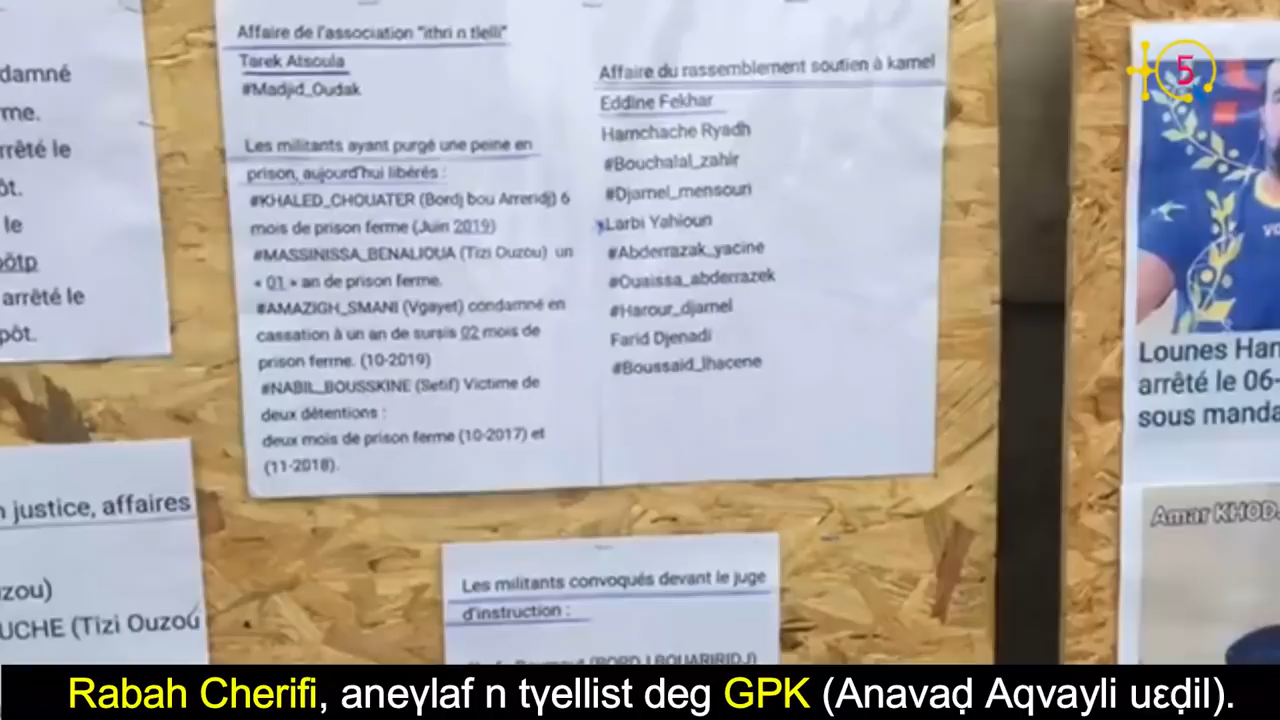 damné
me.
rrêté le
ôt.
le
pôtp
arrêté le
pôt.
Affaire de l'association "ithri n tlelli"
Tarek Atsoula
#Madjid_Oudak
Les militants ayant purgé une peine en
prison, aujourd'hui libérés :
#KHALED_CHOUATER (Bordj bou Arreridj) 6
mois de prison ferme (Juin 2019)
#MASSINISSA_BENALIOUA (Tizi Ouzou) un
« 01 » an de prison ferme.
#AMAZIGH_SMANI (Vgayet) condamné en
cassation à un an de sursis 02 mois de
prison ferme. (10-2019)
#NABIL_BOUSSKINE (Setif) Victime de
deux détentions :
deux mois de prison ferme (10-2017) et
(11-2018).
Affaire du rassemblement soutien à kamel
Eddine Fekhar
Hamchache Ryadh
#Bouchalal_zahir
#Djamel_mensouri
Larbi Yahioun
#Abderrazak_yacine
#Ouaissa_abderrazek
#Harour_djamel
Farid Djenadi
#Boussaid_lhacene
5
Lounes Han
arrêté le 06-
sous manda
Amar KHOD
n justice, affaires
zou)
UCHE (Tizi Ouzou
Les militants convoqués devant le juge
d'instruction :
(BORDJ BOUARIRIDJ)
Rabah Cherifi, aneɣlaf n tɣellist deg GPK (Anavaḍ Aqvayli uɛḍil).